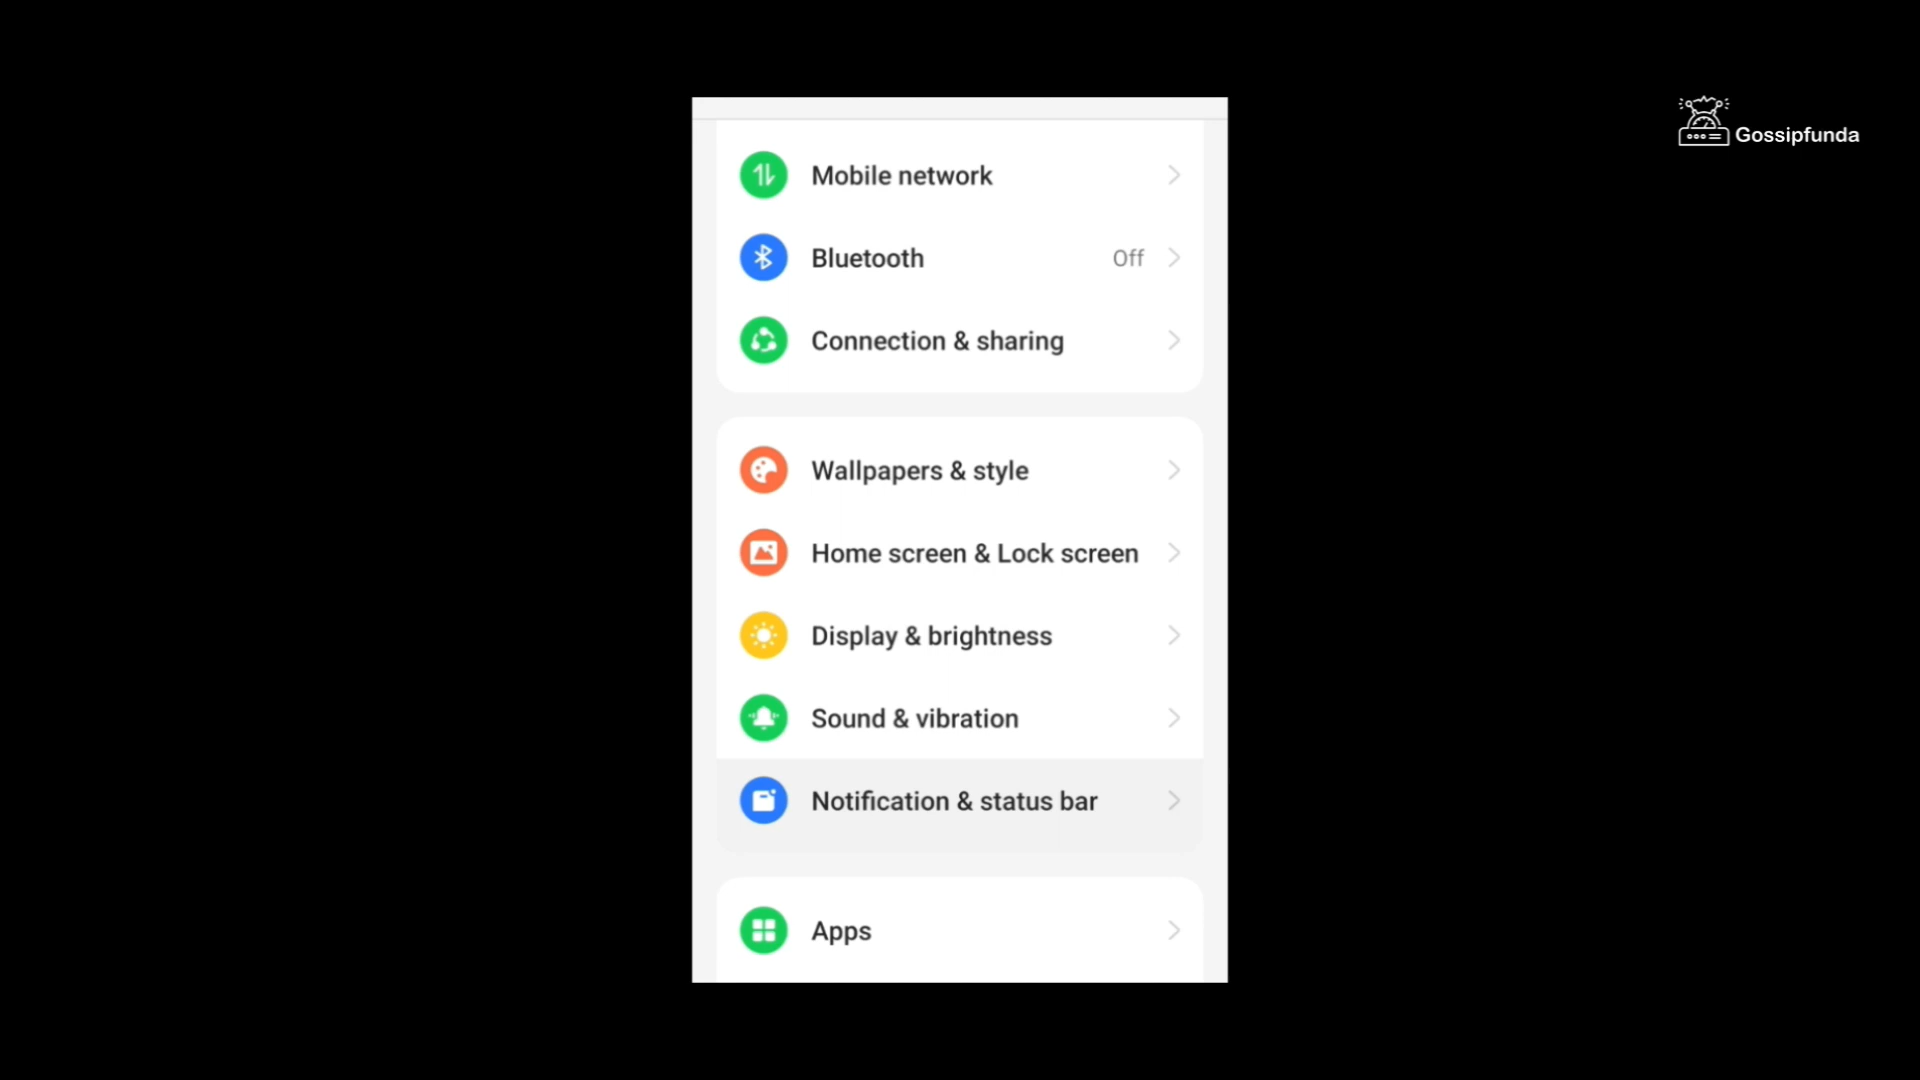 Gossipfunda
Mobile network
Bluetooth Off
Connection & sharing
Wallpapers & style
Home screen & Lock screen
Display & brightness
Sound & vibration
Notification & status bar
Apps